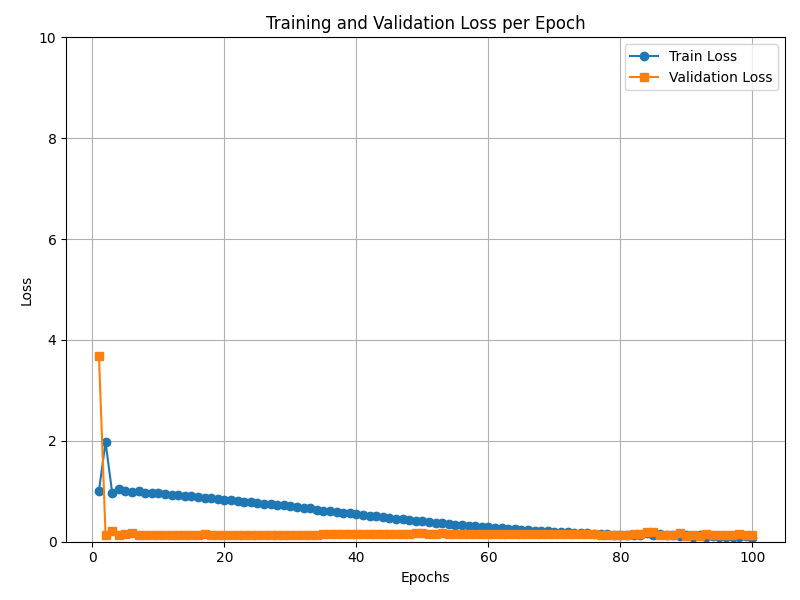 Training and Validation Loss per Epoch
Train Loss
Validation Loss
Loss
10
8
6
4
2
0
0 20 40 60 80 100
Epochs